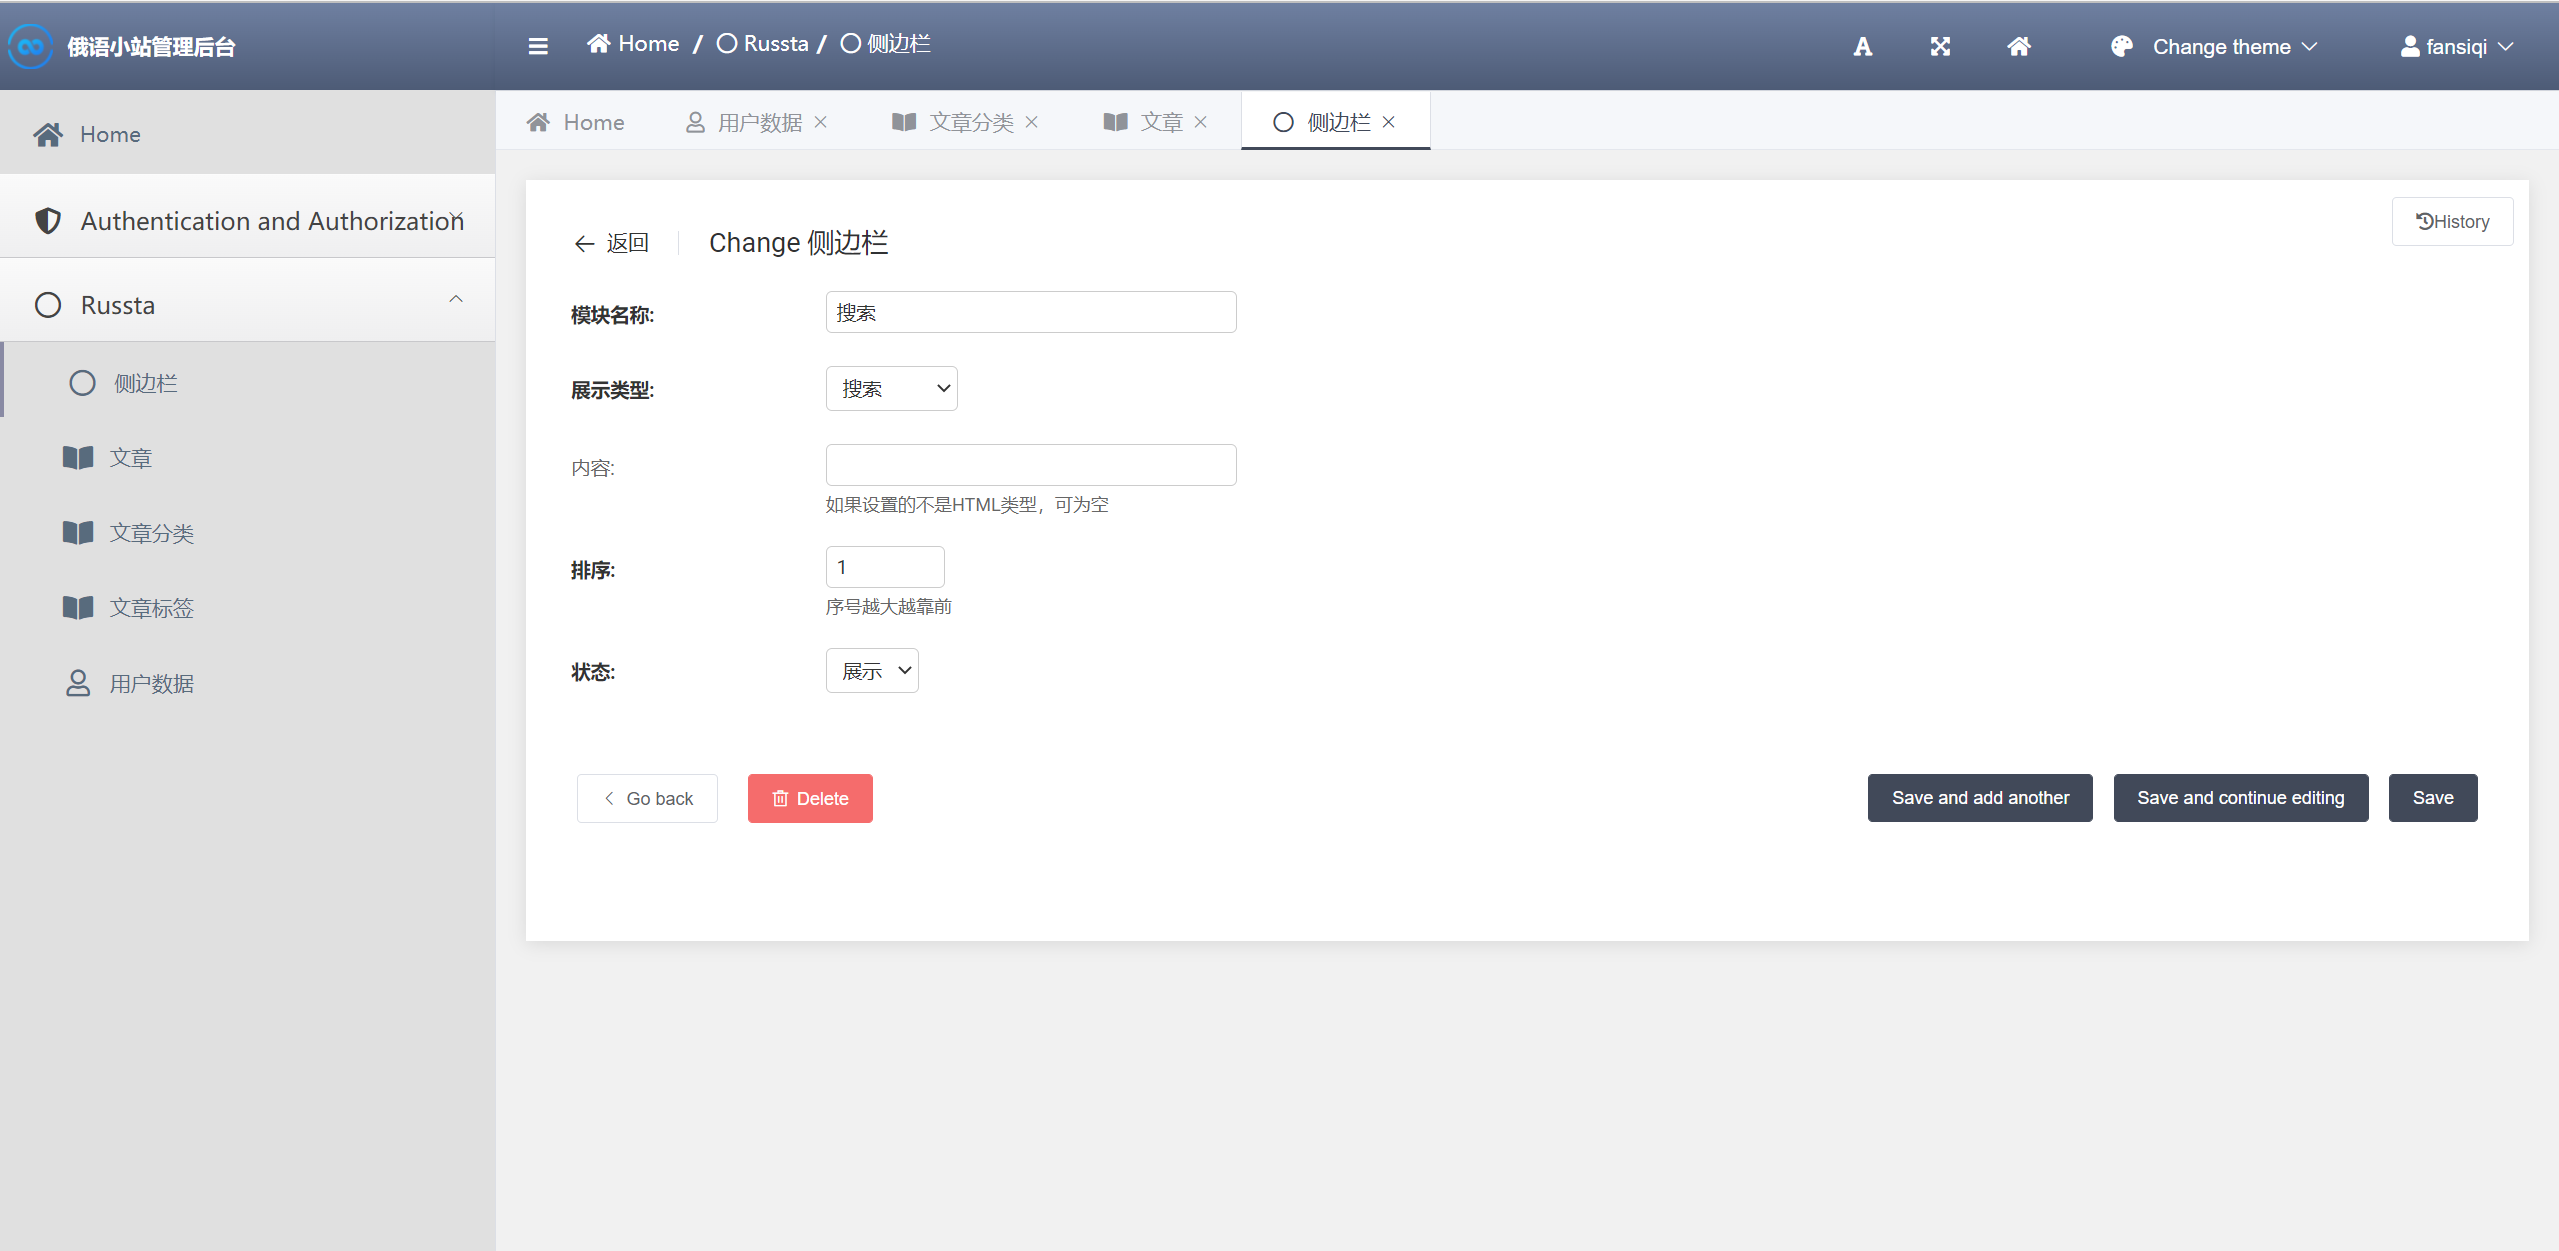 俄语小站管理后台
Home / Russta / 侧边栏
Change theme
fansiqi
Home
Authentication and Authorization
Russta
侧边栏
文章
文章分类
文章标签
用户数据
Home 用户数据 文章分类 文章 侧边栏
返回 Change 侧边栏
History
模块名称: 搜索
展示类型: 搜索
内容:
如果设置的不是HTML类型，可为空
排序: 1
序号越大越靠前
状态: 展示
Go back Delete Save and add another Save and continue editing Save